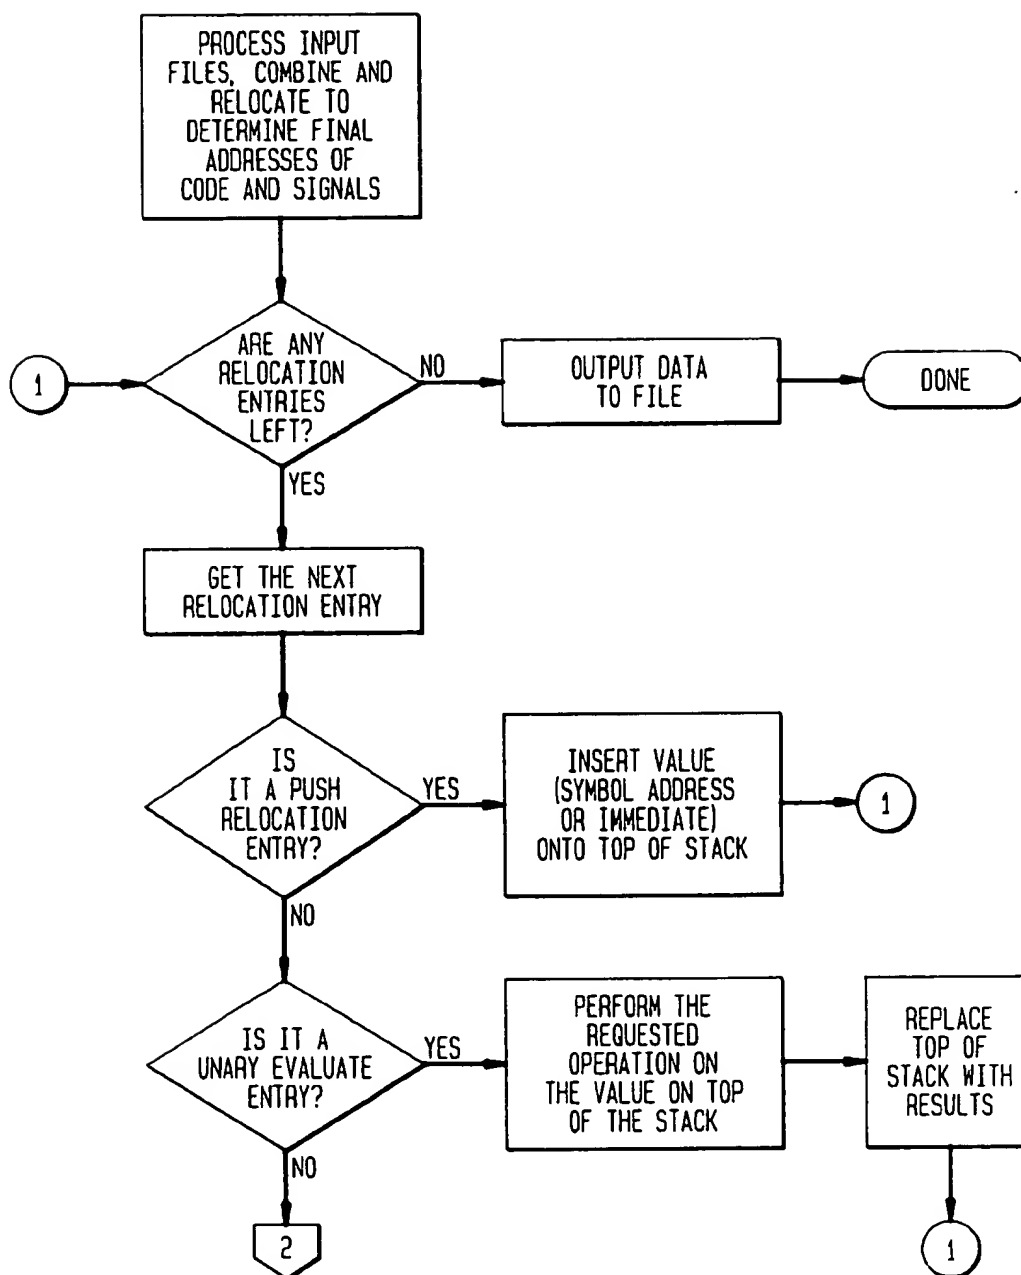 PROCESS INPUT
FILES, COMBINE AND
RELOCATE TO
DETERMINE FINAL
ADDRESSES OF
CODE AND SIGNALS
1
ARE ANY
RELOCATION
ENTRIES
LEFT?
NO
OUTPUT DATA
TO FILE
DONE
YES
GET THE NEXT
RELOCATION ENTRY
IS
IT A PUSH
RELOCATION
ENTRY?
YES
INSERT VALUE
(SYMBOL ADDRESS
OR IMMEDIATE)
ONTO TOP OF STACK
1
NO
IS IT A
UNARY EVALUATE
ENTRY?
YES
PERFORM THE
REQUESTED
OPERATION ON
THE VALUE ON TOP
OF THE STACK
REPLACE
TOP OF
STACK WITH
RESULTS
NO
2
1